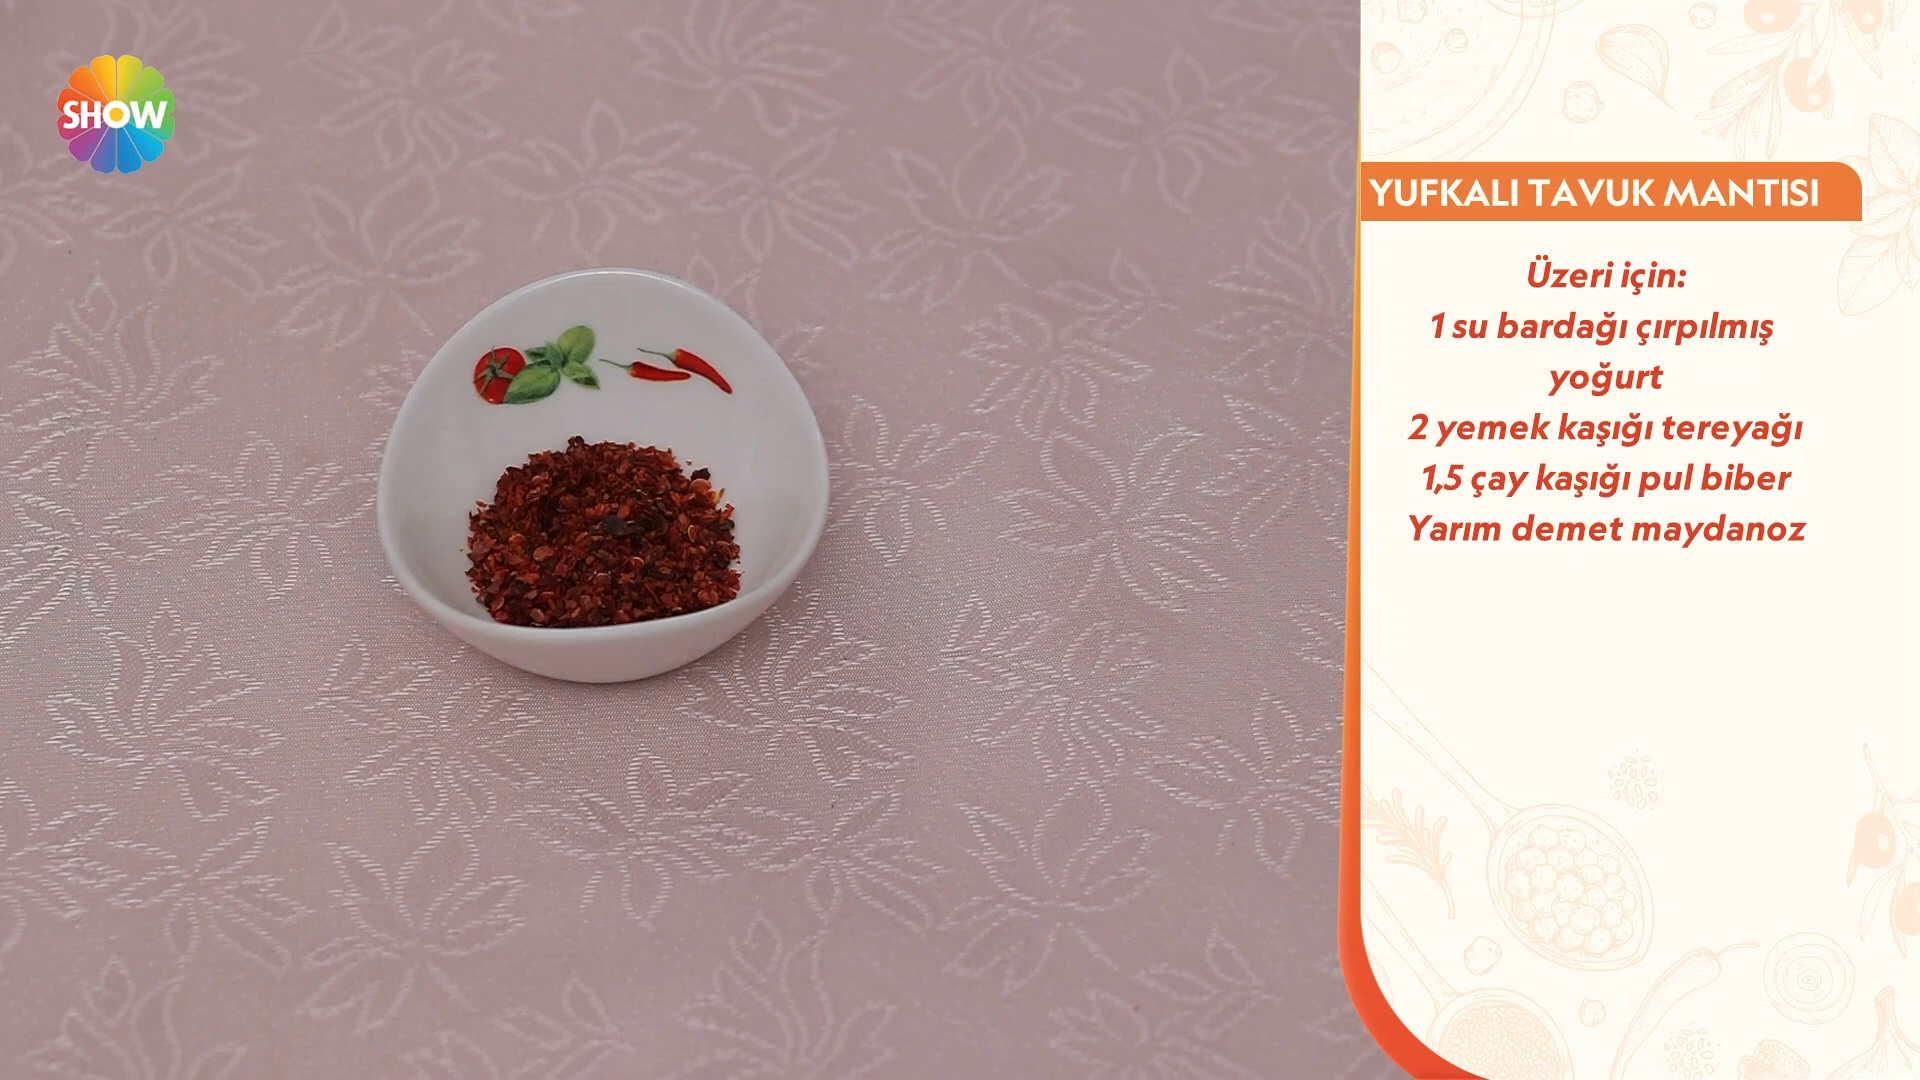 SHOW
YUFKALI TAVUK MANTISI
Üzeri için:
1 su bardağı çırpılmış
yoğurt
2 yemek kaşığı tereyağı
1,5 çay kaşığı pul biber
Yarım demet maydanoz